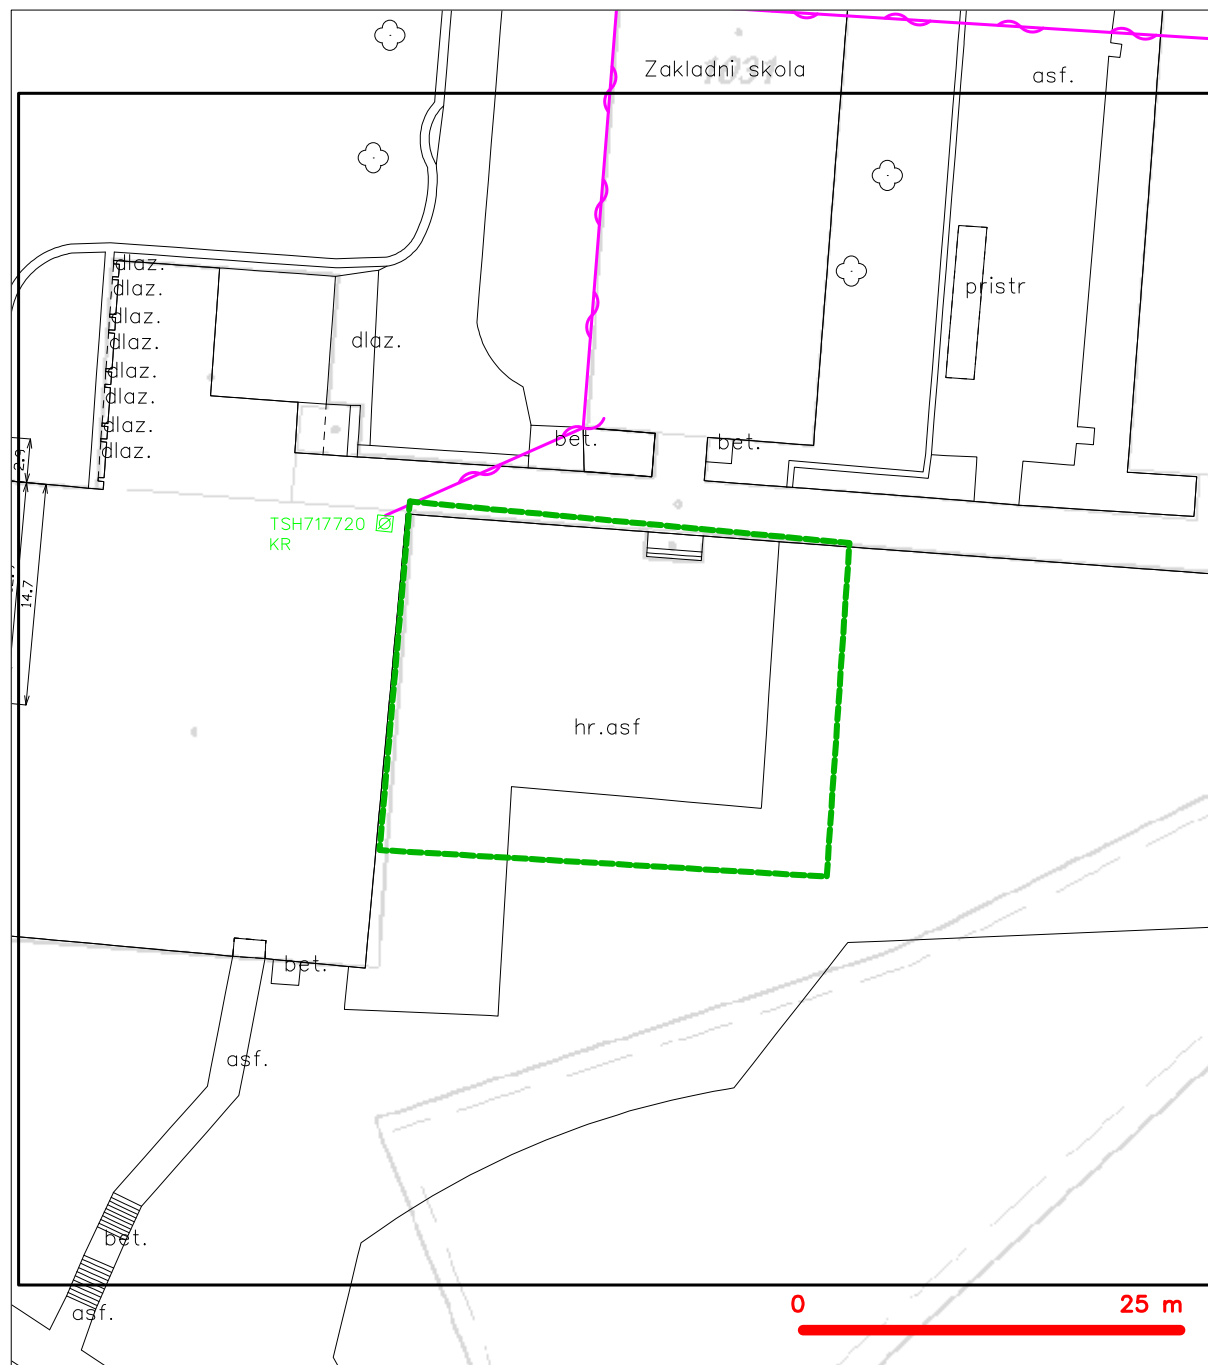 Zakladni skola
1031
asf.
dlaz.
dlaz.
dlaz.
dlaz.
dlaz.
dlaz.
dlaz.
dlaz.
dlaz.
pristr
bet.
bet.
2.9
TSH717720
KR
14.7
hr.asf
bet.
asf.
bet.
asf.
0 25 m